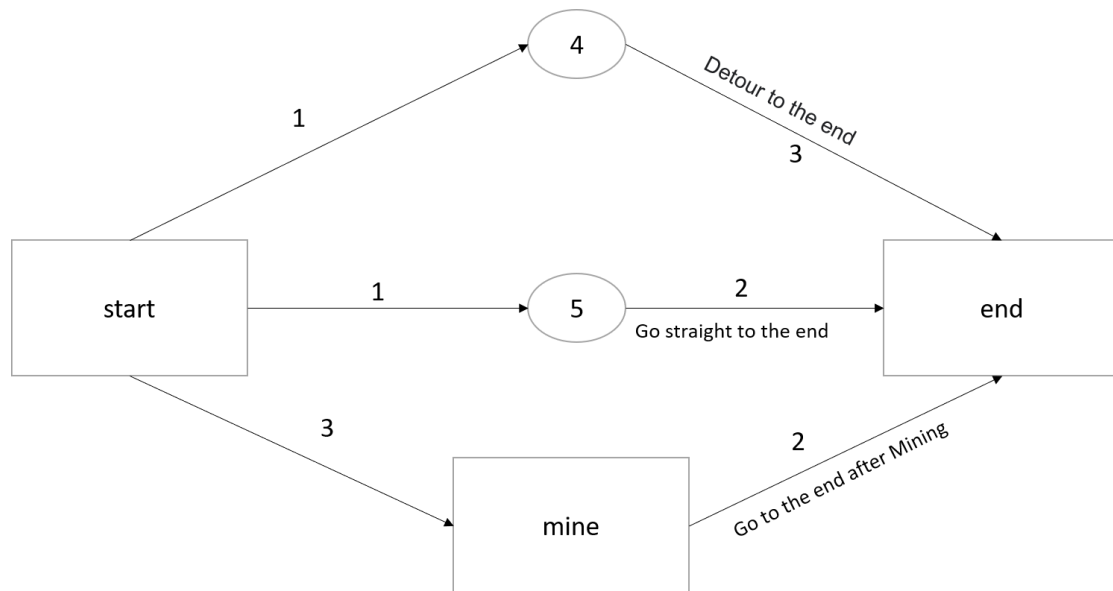 4
Detour to the end
1
3
start
1
5
2
Go straight to the end
end
3
mine
2
Go to the end after Mining